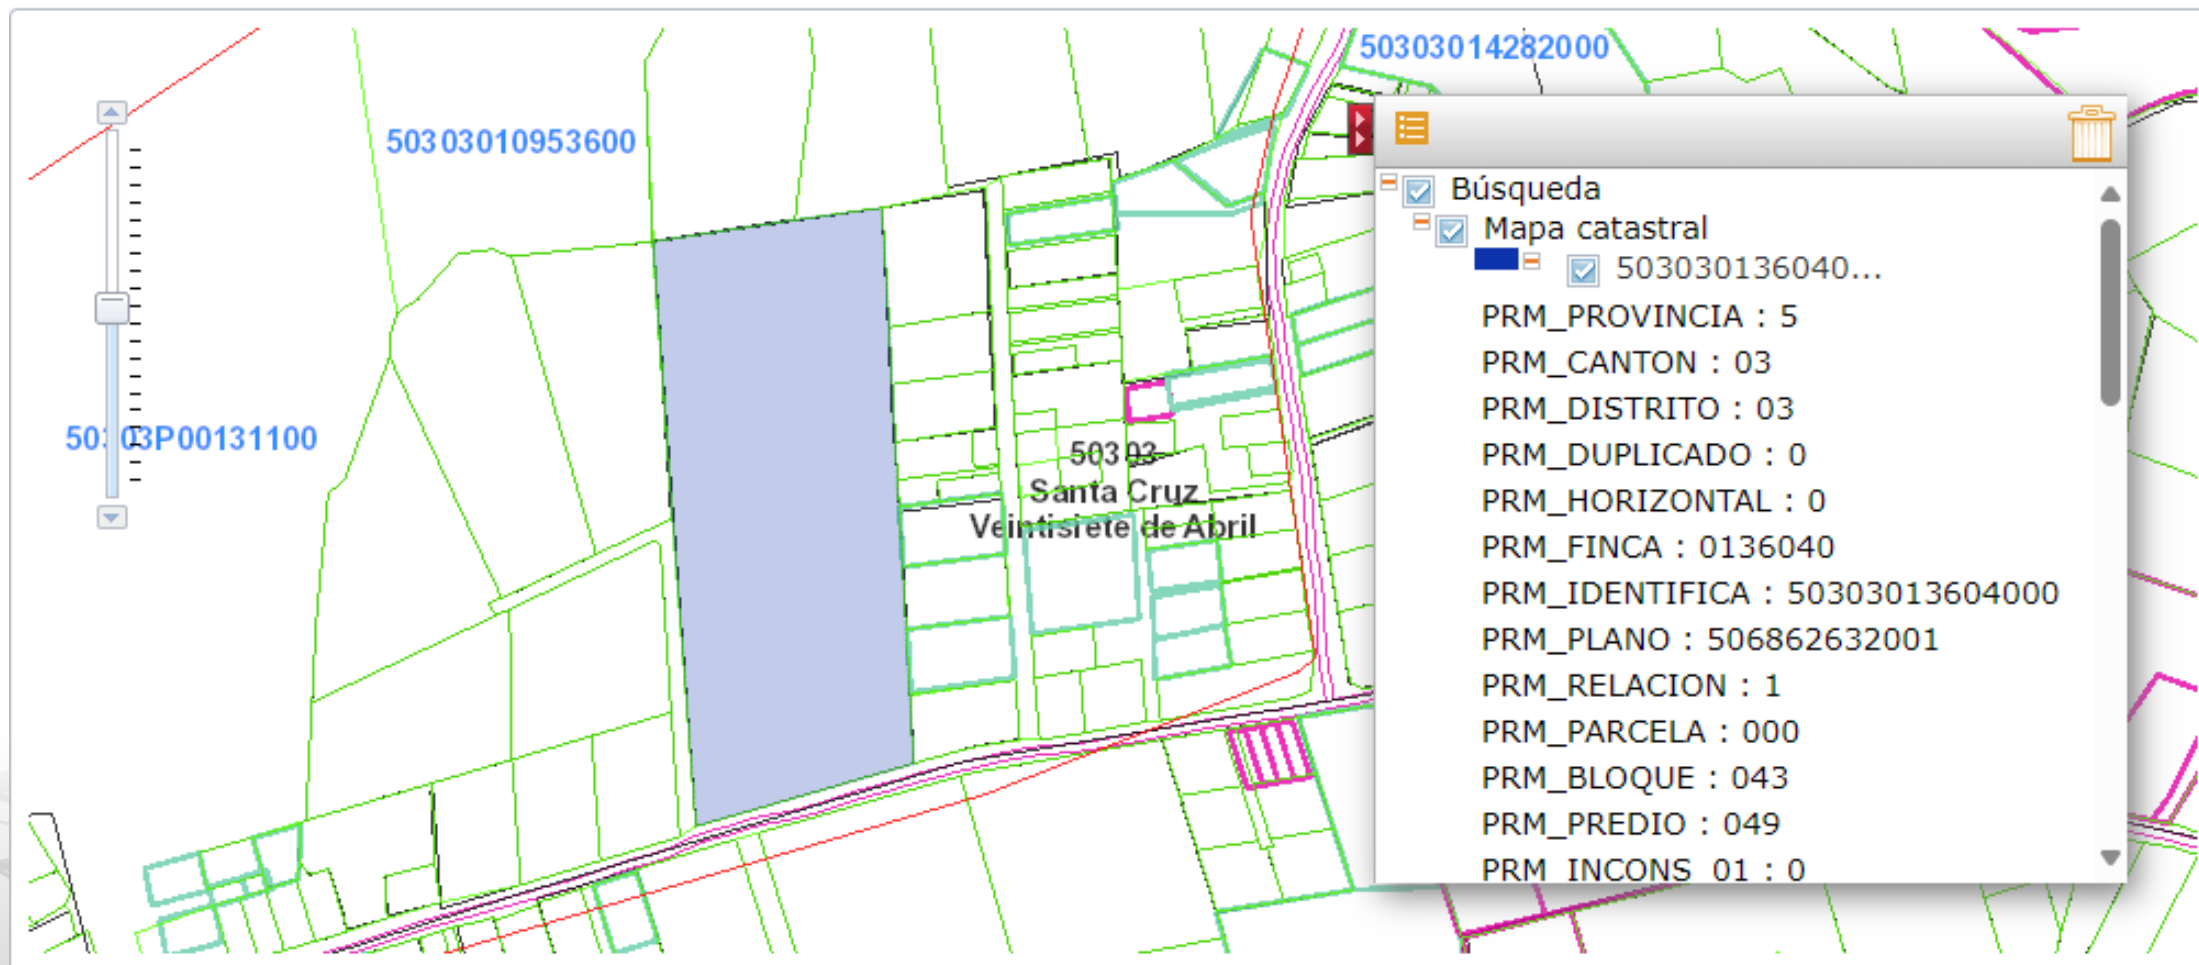 50303014282000
50303010953600
50303P00131100
50303
Santa Cruz
Veintisiete de Abril
Búsqueda
Mapa catastral
503030136040...
PRM_PROVINCIA : 5
PRM_CANTON : 03
PRM_DISTRITO : 03
PRM_DUPLICADO : 0
PRM_HORIZONTAL : 0
PRM_FINCA : 0136040
PRM_IDENTIFICA : 50303013604000
PRM_PLANO : 506862632001
PRM_RELACION : 1
PRM_PARCELA : 000
PRM_BLOQUE : 043
PRM_PREDIO : 049
PRM_INCONS_01 : 0